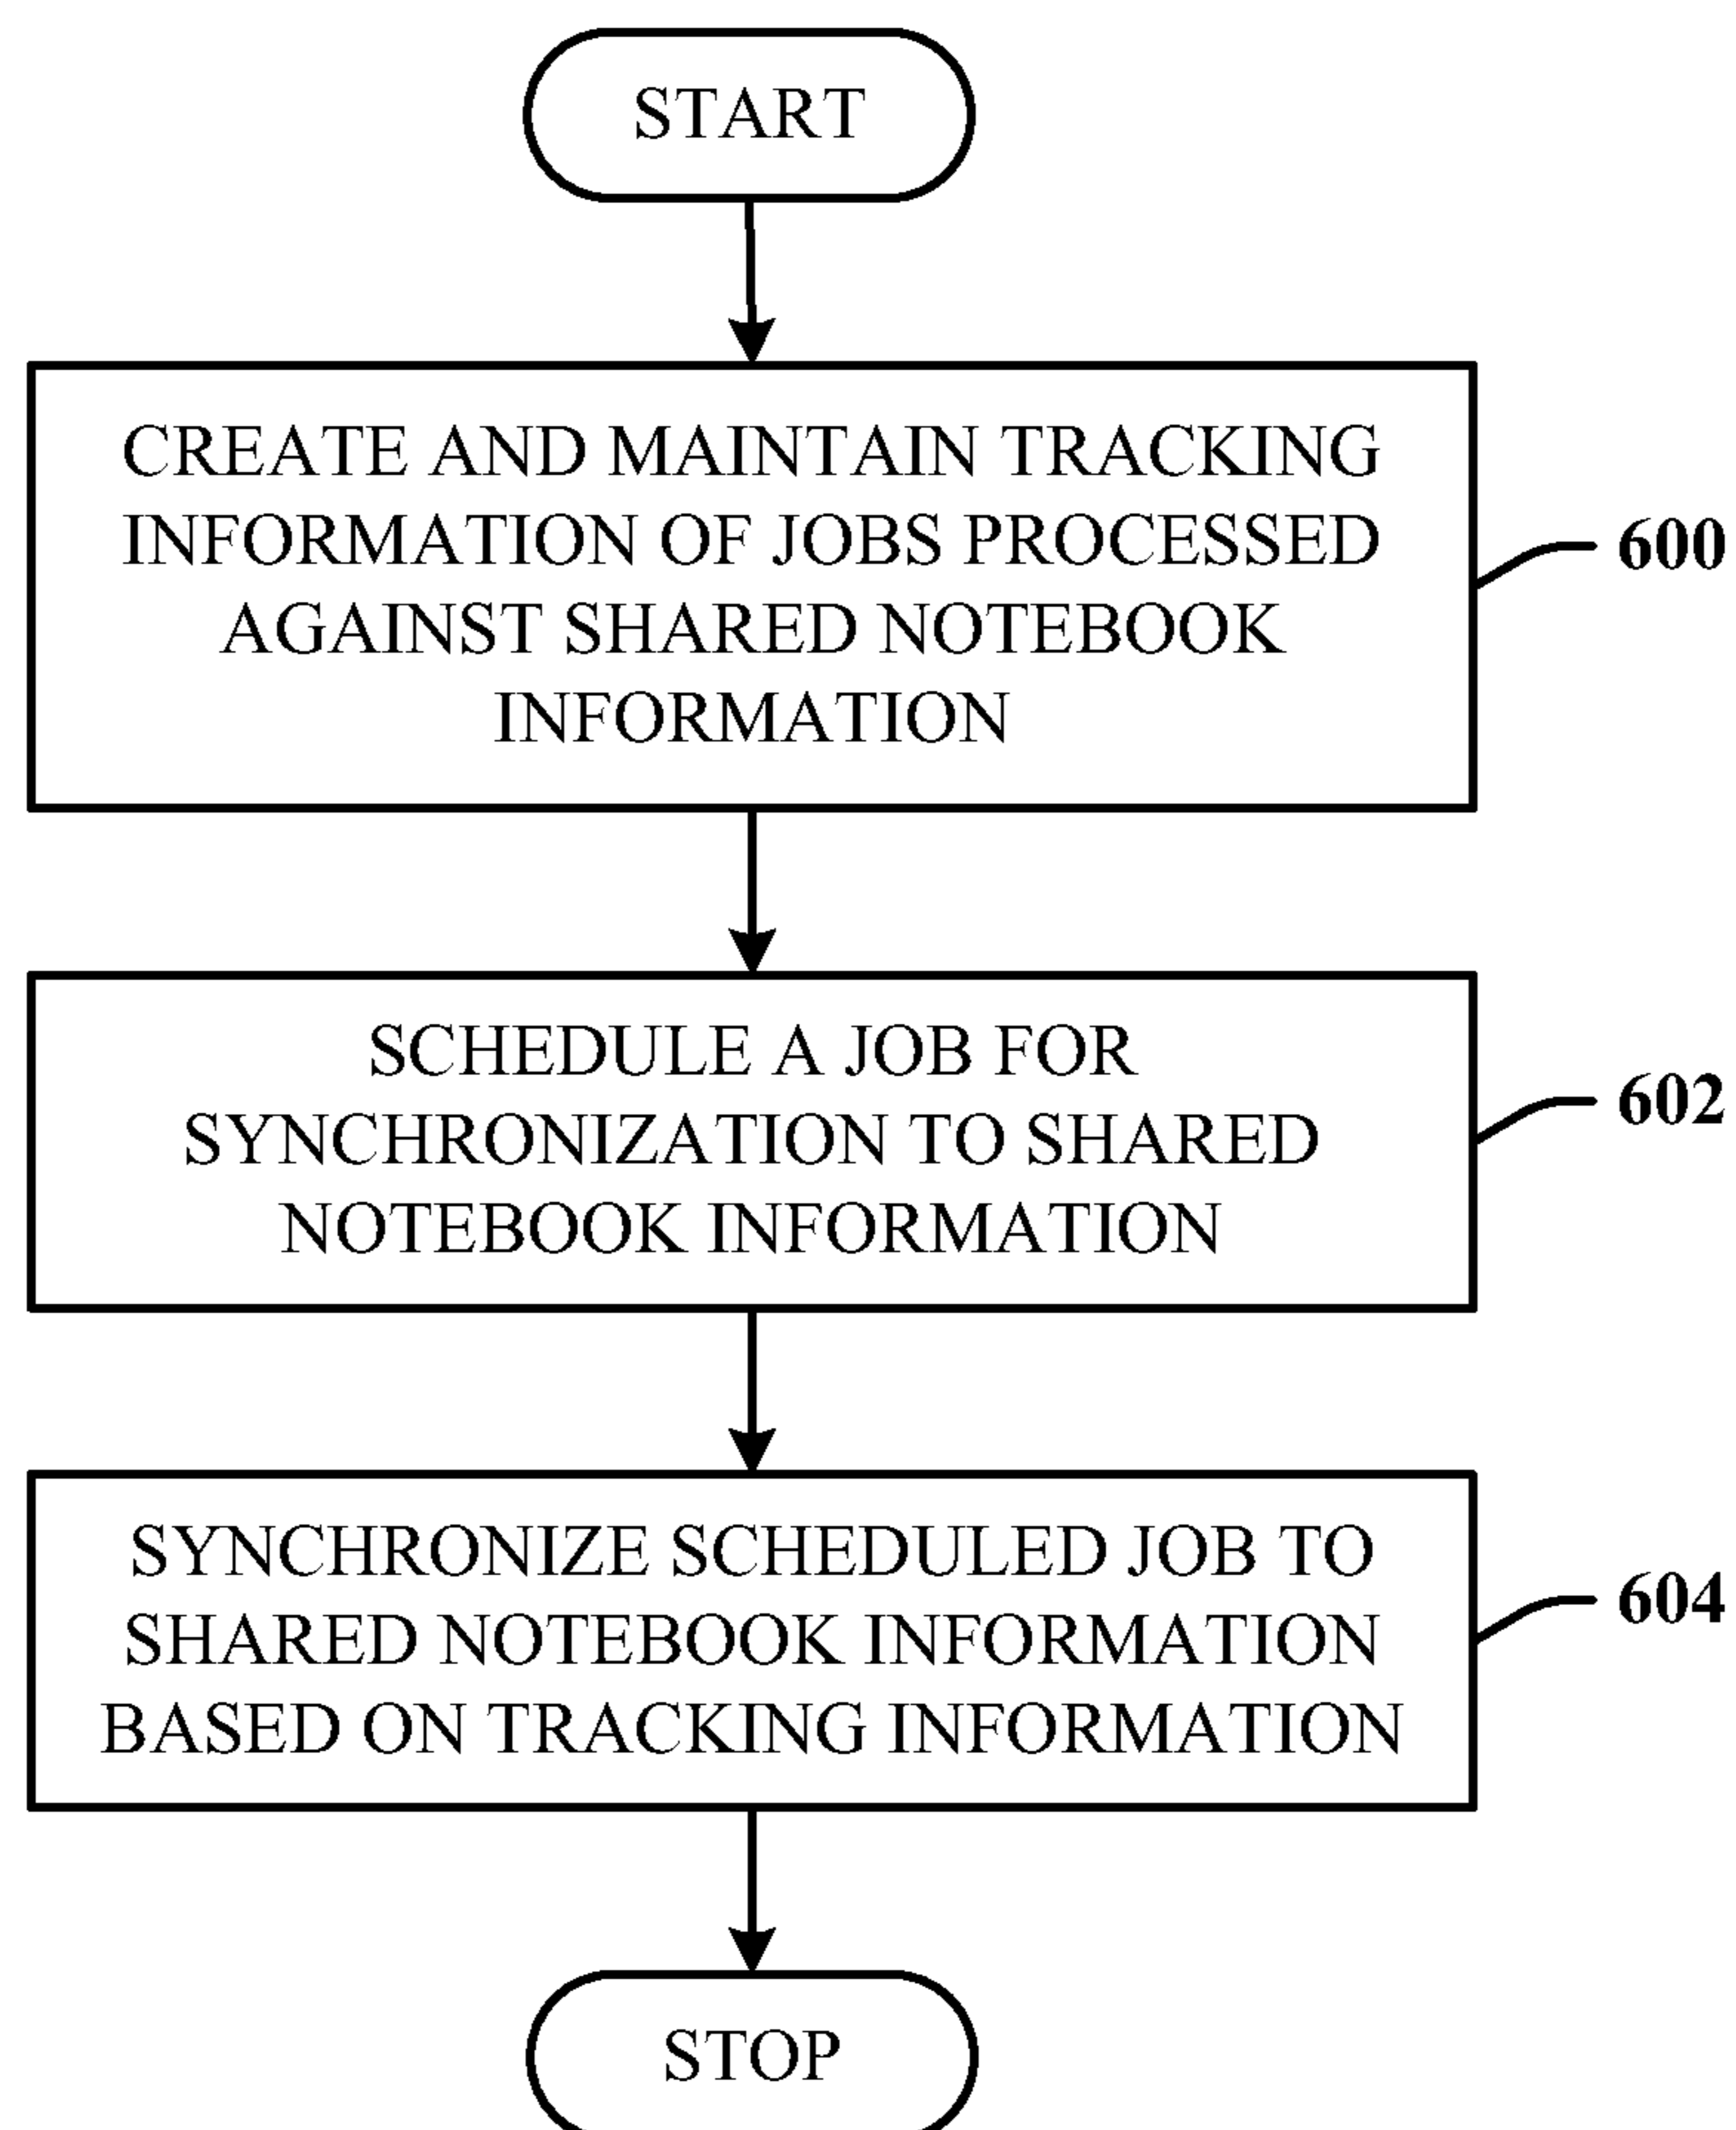 START
CREATE AND MAINTAIN TRACKING
INFORMATION OF JOBS PROCESSED
AGAINST SHARED NOTEBOOK
INFORMATION
600
SCHEDULE A JOB FOR
SYNCHRONIZATION TO SHARED
NOTEBOOK INFORMATION
602
SYNCHRONIZE SCHEDULED JOB TO
SHARED NOTEBOOK INFORMATION
BASED ON TRACKING INFORMATION
604
STOP